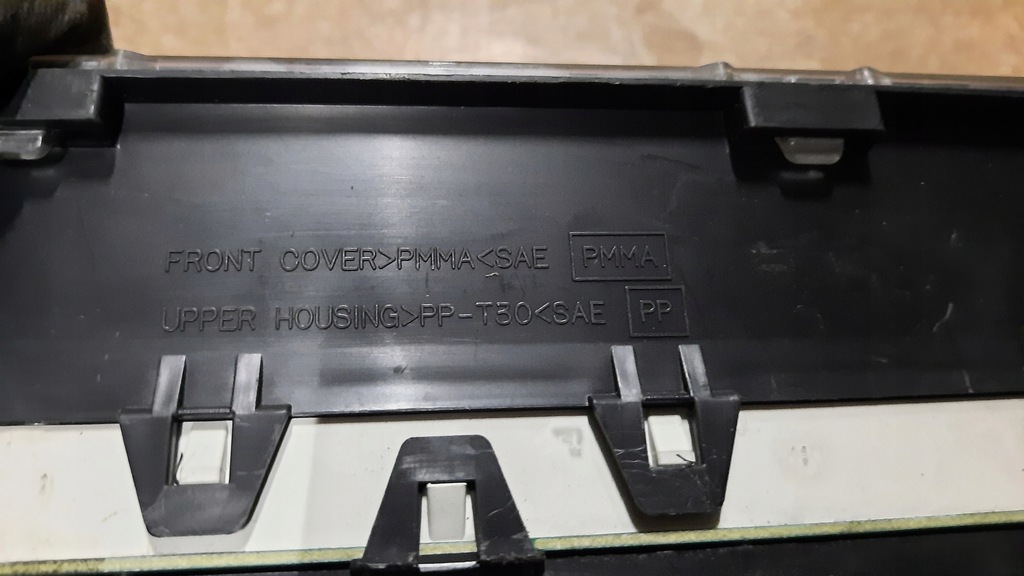 FRONT COVER>PMMA<SAE PMMA
UPPER HOUSING>PP-T30<SAE PP